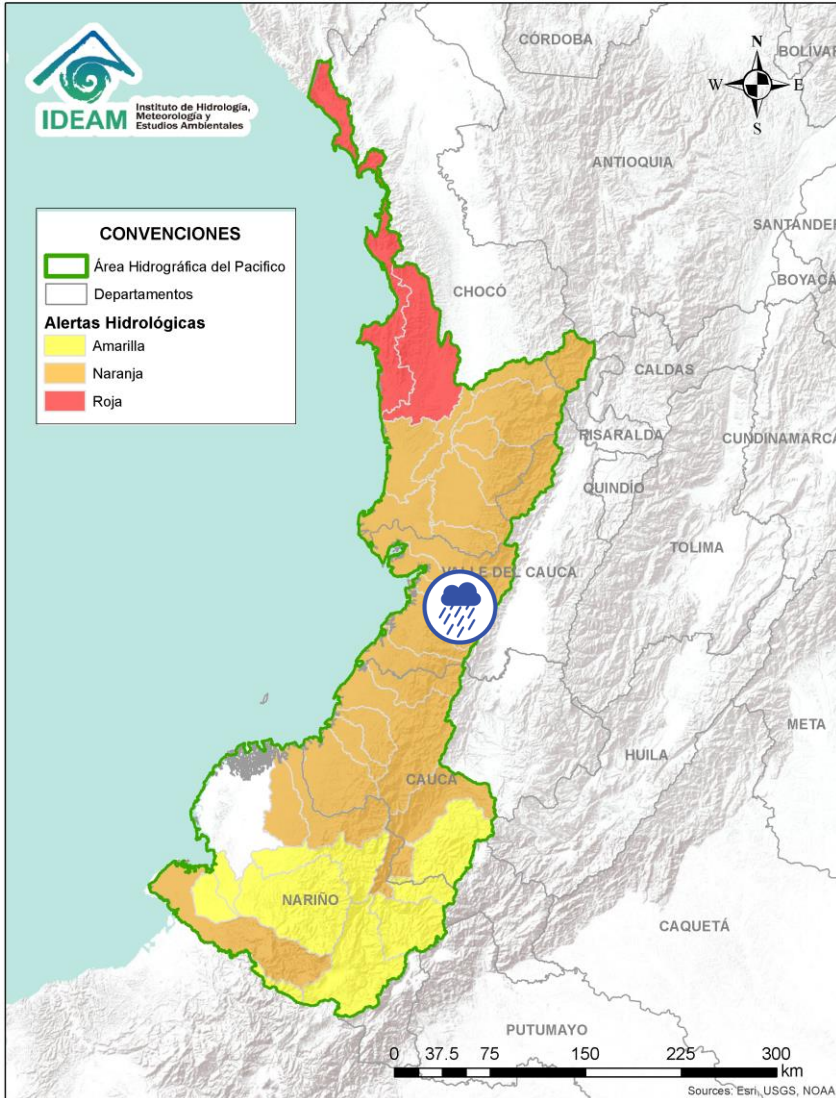 IDEAM
Instituto de Hidrología,
Meteorología y
Estudios Ambientales
CÓRDOBA
BOLÍVAR
N
W
E
S
ANTIOQUIA
CONVENCIONES
Área Hidrográfica del Pacifico
Departamentos
Alertas Hidrológicas
Amarilla
Naranja
Roja
SANTANDER
BOYACÁ
CHOCÓ
CALDAS
RISARALDA
CUNDINAMARCA
QUINDÍO
TOLIMA
VALLE DEL CAUCA
META
HUILA
CAUCA
NARIÑO
CAQUETÁ
PUTUMAYO
0 37.5 75 150 225 300
km
Sources: Esri, USGS, NOAA